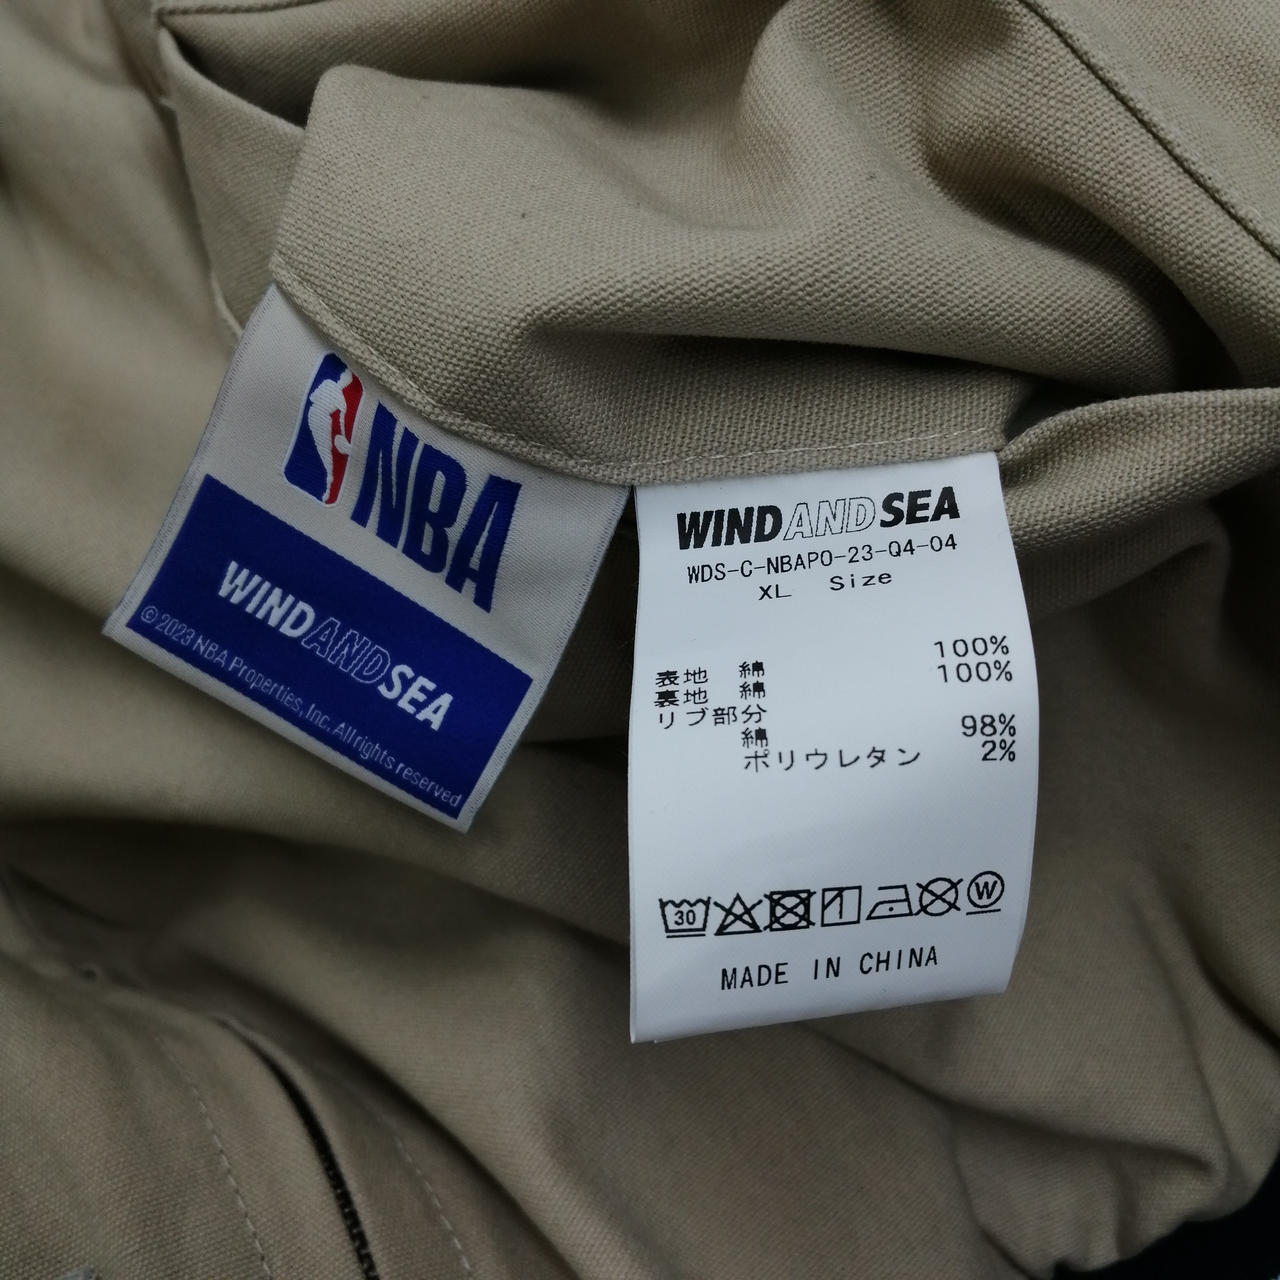 NBA
WINDANDSEA
© 2023 NBA Properties, Inc. All rights reserved
WINDANDSEA
WDS-C-NBAPO-23-Q4-04
XL Size
表地 綿 100%
裏地 綿 100%
リブ部分
綿 98%
ポリウレタン 2%
30 W
MADE IN CHINA